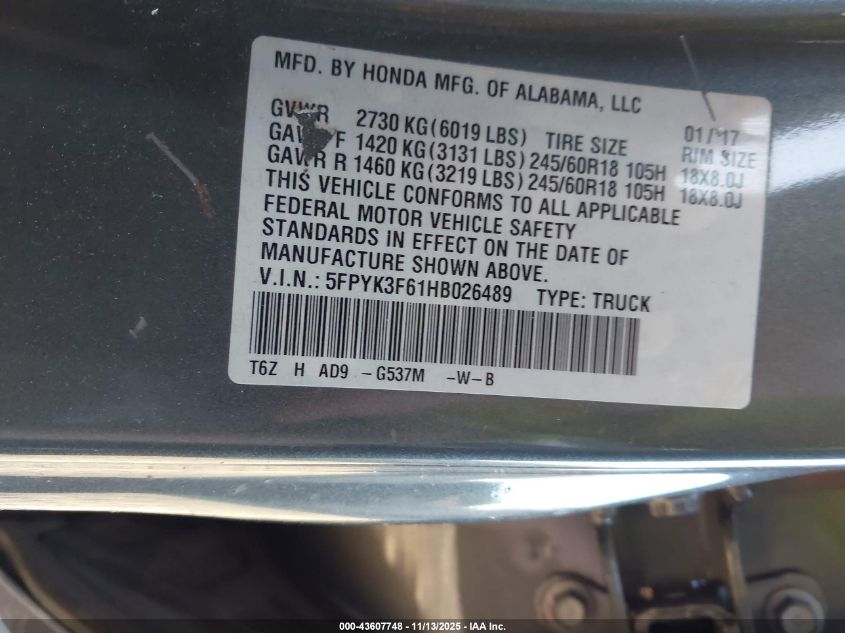 MFD. BY HONDA MFG. OF ALABAMA, LLC
GVWR 2730 KG(6019 LBS) TIRE SIZE 01/'17 RIM SIZE
GAWR F 1420 KG(3131 LBS) 245/60R18 105H 18X8.0J
GAWR R 1460 KG(3219 LBS) 245/60R18 105H 18X8.0J
THIS VEHICLE CONFORMS TO ALL APPLICABLE
FEDERAL MOTOR VEHICLE SAFETY
STANDARDS IN EFFECT ON THE DATE OF
MANUFACTURE SHOWN ABOVE.
V.I.N.: 5FPYK3F61HB026489 TYPE: TRUCK
T6Z H AD9 -G537M -W-B
000-43607748 - 11/13/2025 - IAA Inc.